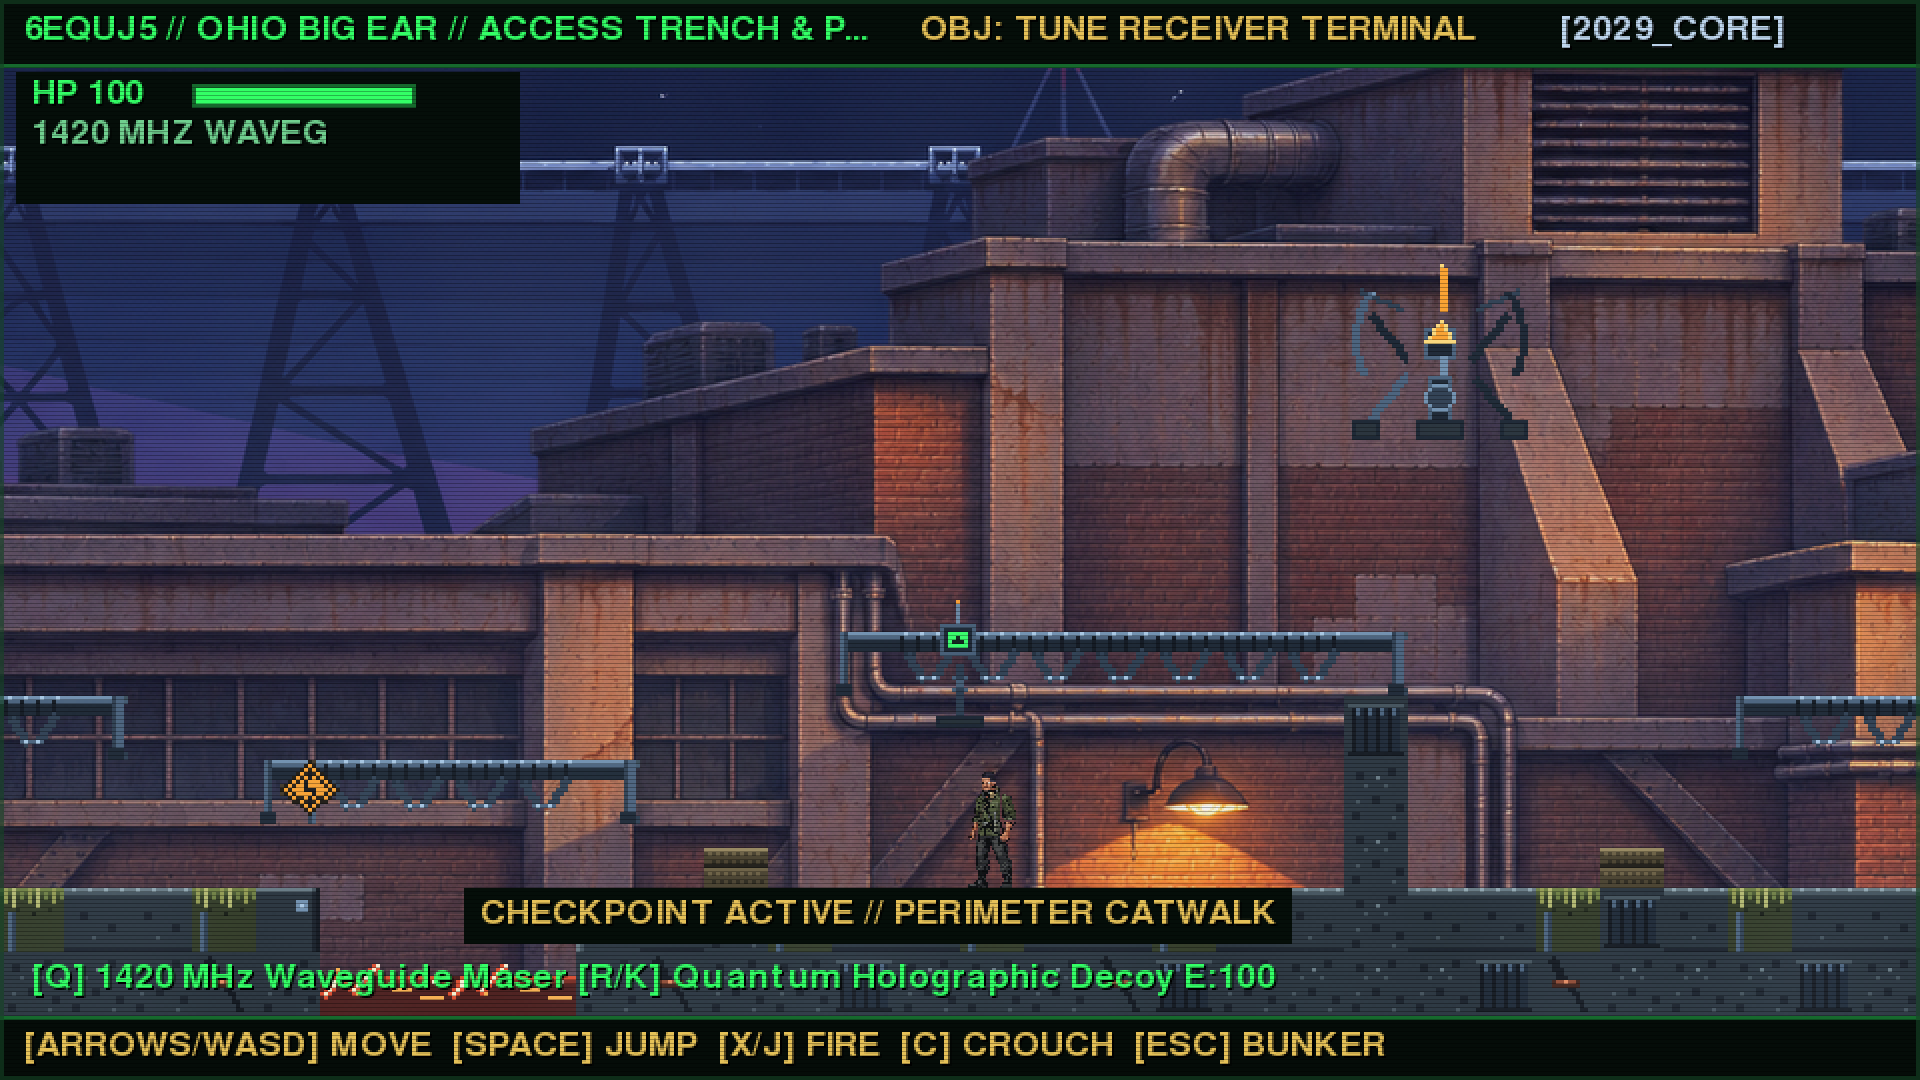 6EQUJ5 // OHIO BIG EAR // ACCESS TRENCH & P... OBJ: TUNE RECEIVER TERMINAL [2029_CORE]
HP 100
1420 MHZ WAVEG
CHECKPOINT ACTIVE // PERIMETER CATWALK
[Q] 1420 MHz Waveguide Maser [R/K] Quantum Holographic Decoy E:100
[ARROWS/WASD] MOVE [SPACE] JUMP [X/J] FIRE [C] CROUCH [ESC] BUNKER